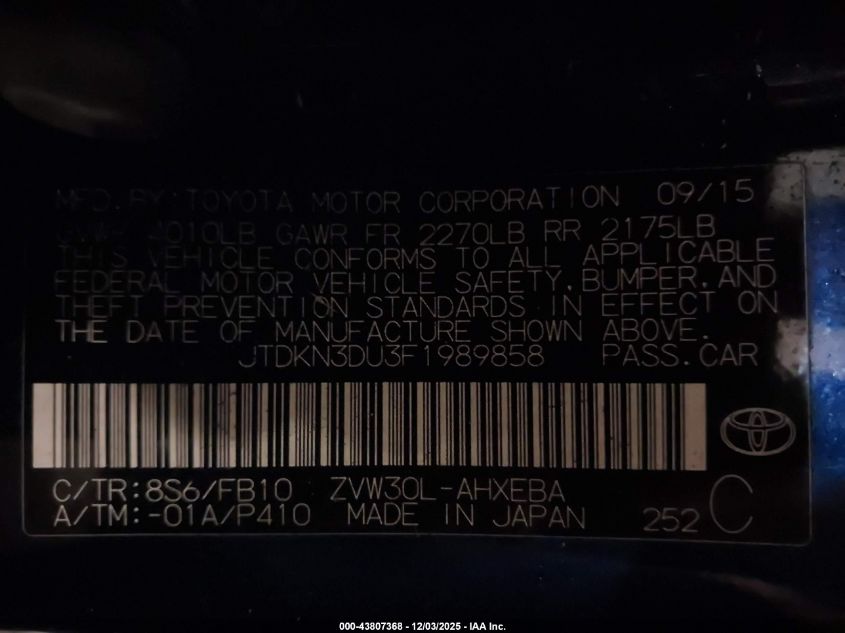 MFD. BY: TOYOTA MOTOR CORPORATION 09/15
GVWR 4010LB GAWR FR 2270LB RR 2175LB
THIS VEHICLE CONFORMS TO ALL APPLICABLE
FEDERAL MOTOR VEHICLE SAFETY, BUMPER, AND
THEFT PREVENTION STANDARDS IN EFFECT ON
THE DATE OF MANUFACTURE SHOWN ABOVE.
JTDKN3DU3F1989858 PASS. CAR
C/TR:8S6/FB10 ZVW30L-AHXEBA
A/TM:-01A/P410 MADE IN JAPAN 252 C
000-43807368 - 12/03/2025 - IAA Inc.